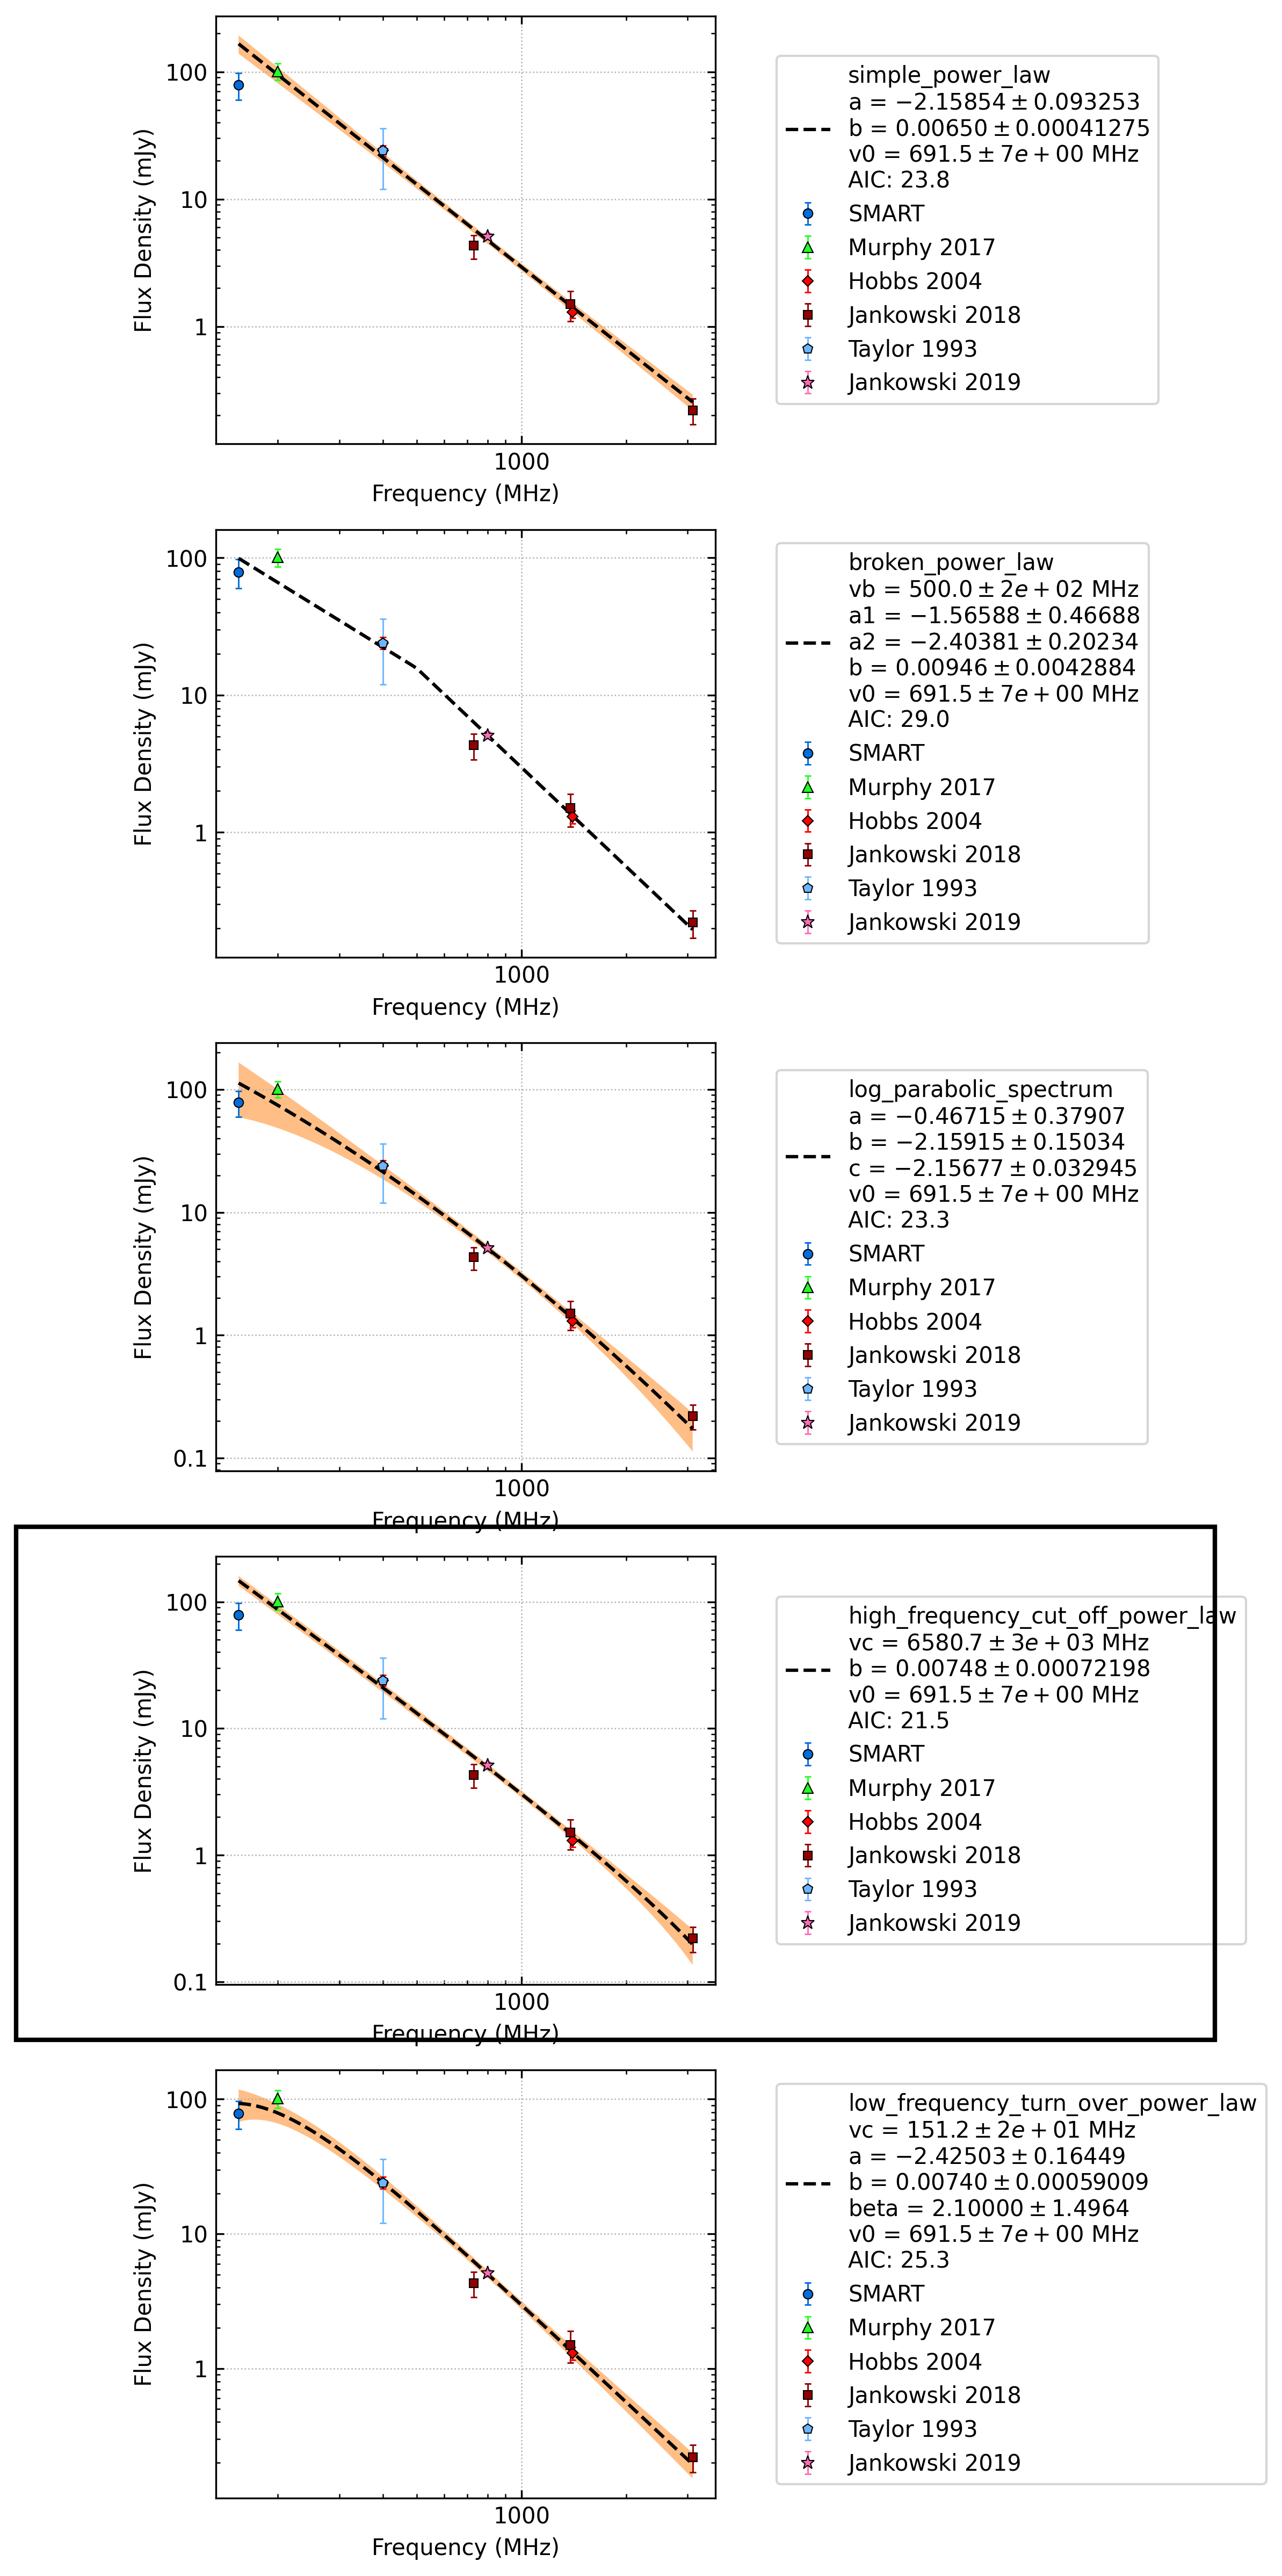 100
10
1
Flux Density (mJy)
1000
Frequency (MHz)
simple_power_law
a = −2.15854 ± 0.093253
b = 0.00650 ± 0.00041275
v0 = 691.5 ± 7e + 00 MHz
AIC: 23.8
SMART
Murphy 2017
Hobbs 2004
Jankowski 2018
Taylor 1993
Jankowski 2019
100
10
1
Flux Density (mJy)
1000
Frequency (MHz)
broken_power_law
vb = 500.0 ± 2e + 02 MHz
a1 = −1.56588 ± 0.46688
a2 = −2.40381 ± 0.20234
b = 0.00946 ± 0.0042884
v0 = 691.5 ± 7e + 00 MHz
AIC: 29.0
SMART
Murphy 2017
Hobbs 2004
Jankowski 2018
Taylor 1993
Jankowski 2019
100
10
1
0.1
Flux Density (mJy)
1000
Frequency (MHz)
log_parabolic_spectrum
a = −0.46715 ± 0.37907
b = −2.15915 ± 0.15034
c = −2.15677 ± 0.032945
v0 = 691.5 ± 7e + 00 MHz
AIC: 23.3
SMART
Murphy 2017
Hobbs 2004
Jankowski 2018
Taylor 1993
Jankowski 2019
100
10
1
0.1
Flux Density (mJy)
1000
Frequency (MHz)
high_frequency_cut_off_power_law
vc = 6580.7 ± 3e + 03 MHz
b = 0.00748 ± 0.00072198
v0 = 691.5 ± 7e + 00 MHz
AIC: 21.5
SMART
Murphy 2017
Hobbs 2004
Jankowski 2018
Taylor 1993
Jankowski 2019
100
10
1
Flux Density (mJy)
1000
Frequency (MHz)
low_frequency_turn_over_power_law
vc = 151.2 ± 2e + 01 MHz
a = −2.42503 ± 0.16449
b = 0.00740 ± 0.00059009
beta = 2.10000 ± 1.4964
v0 = 691.5 ± 7e + 00 MHz
AIC: 25.3
SMART
Murphy 2017
Hobbs 2004
Jankowski 2018
Taylor 1993
Jankowski 2019